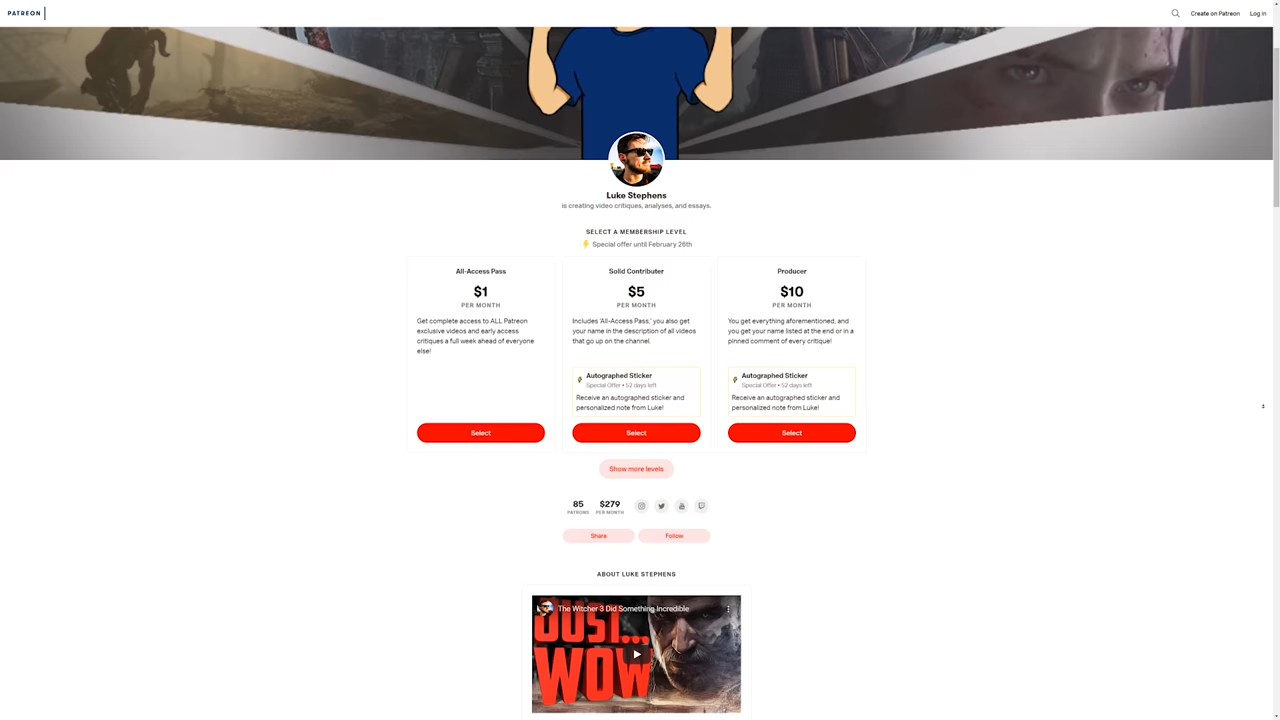 PATREON
Create on Patreon
Log in
Luke Stephens
is creating video critiques, analyses, and essays.
SELECT A MEMBERSHIP LEVEL
Special offer until February 26th
All-Access Pass
$1
PER MONTH
Get complete access to ALL Patreon
exclusive videos and early access
critiques a full week ahead of everyone
else!
Select
Solid Contributer
$5
PER MONTH
Includes 'All-Access Pass,' you also get
your name in the description of all videos
that go up on the channel.
Autographed Sticker
Special Offer • 52 days left
Receive an autographed sticker and
personalized note from Luke!
Select
Producer
$10
PER MONTH
You get everything aforementioned, and
you get your name listed at the end or in a
pinned comment of every critique!
Autographed Sticker
Special Offer • 52 days left
Receive an autographed sticker and
personalized note from Luke!
Select
Show more levels
85
PATRONS
$279
PER MONTH
Share
Follow
ABOUT LUKE STEPHENS
The Witcher 3 Did Something Incredible
JUST...
WOW